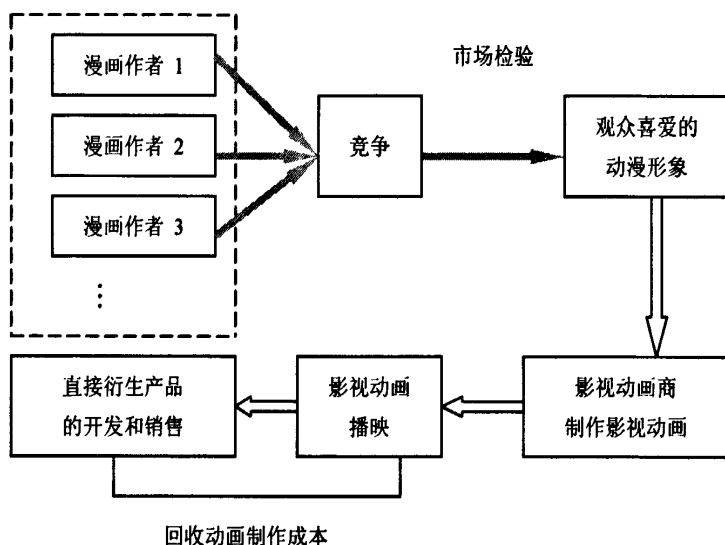 漫画作者 1
漫画作者 2
漫画作者 3
⋮
竞争
市场检验
观众喜爱的
动漫形象
影视动画商
制作影视动画
影视动画
播映
直接衍生产品
的开发和销售
回收动画制作成本